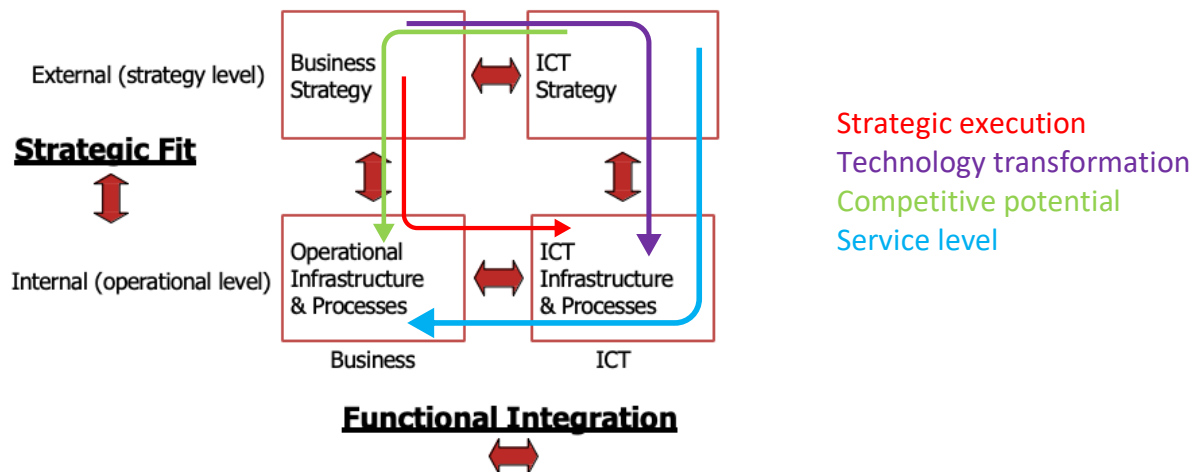 External (strategy level)
Business
Strategy
ICT
Strategy
Strategic Fit
Internal (operational level)
Operational
Infrastructure
& Processes
ICT
Infrastructure
& Processes
Business
ICT
Functional Integration
Strategic execution
Technology transformation
Competitive potential
Service level